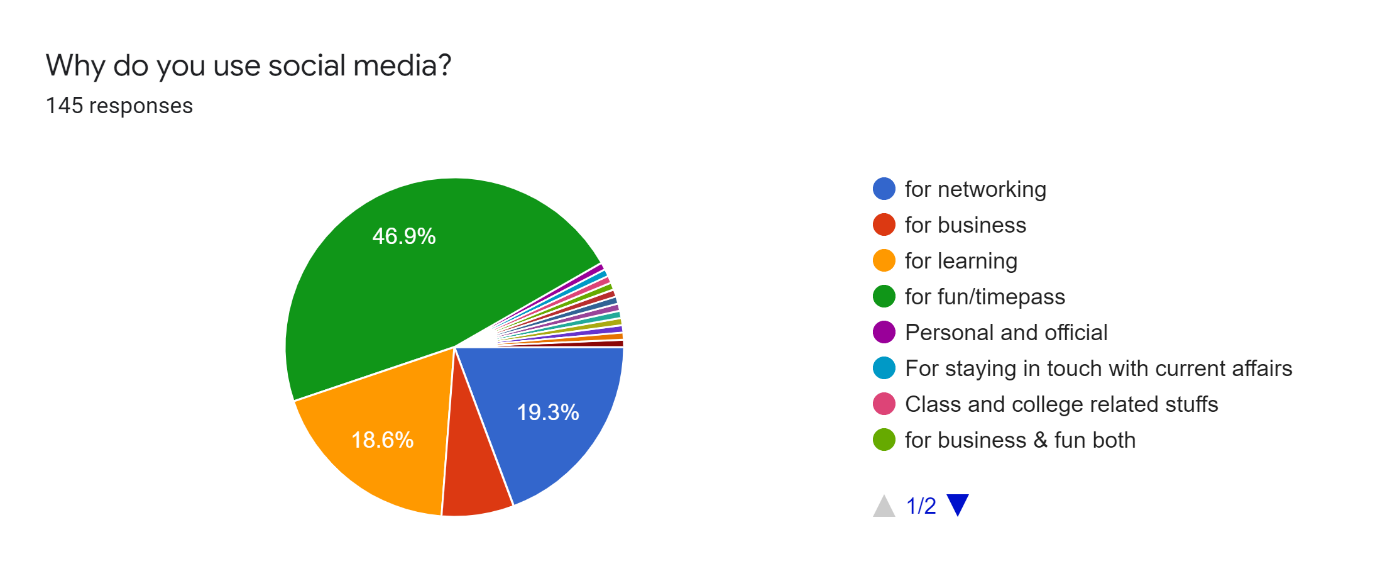 Why do you use social media?
145 responses
46.9%
18.6%
19.3%
for networking
for business
for learning
for fun/timepass
Personal and official
For staying in touch with current affairs
Class and college related stuffs
for business & fun both
1/2